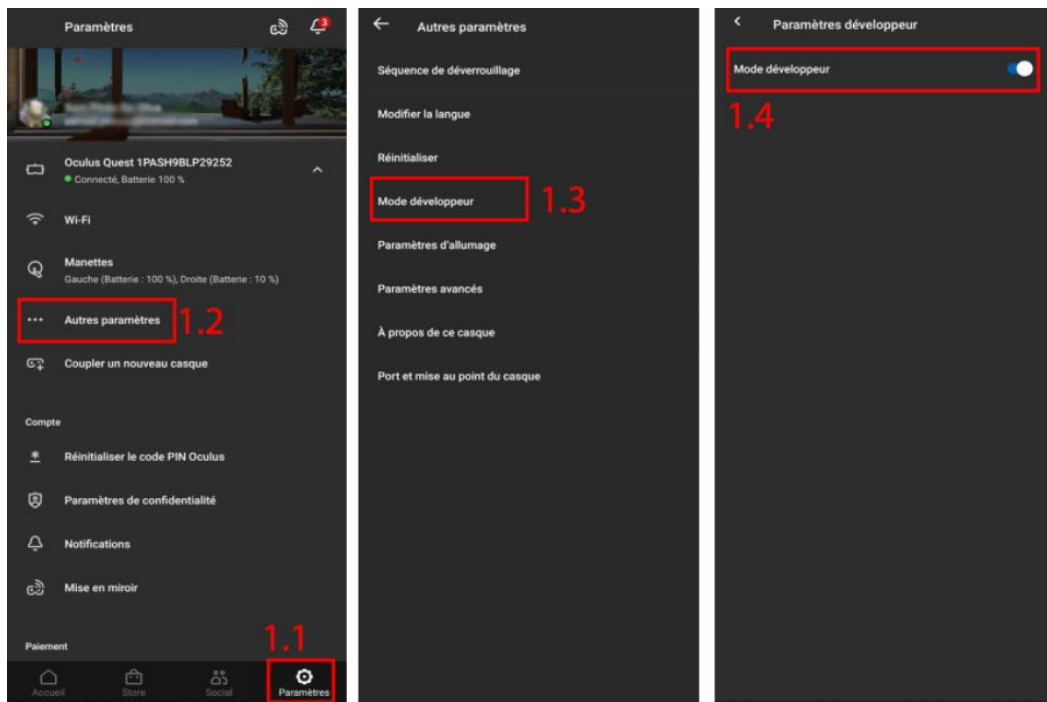 Paramètres
3
Oculus Quest 1PASH9BLP29252
Connecté, Batterie 100 %
Wi-Fi
Manettes
Gauche (Batterie : 100 %), Droite (Batterie : 10 %)
Autres paramètres
1.2
Coupler un nouveau casque
Compte
Réinitialiser le code PIN Oculus
Paramètres de confidentialité
Notifications
Mise en miroir
Paiement
1.1
Accueil
Store
Social
Paramètres
Autres paramètres
Séquence de déverrouillage
Modifier la langue
Réinitialiser
Mode développeur
1.3
Paramètres d'allumage
Paramètres avancés
À propos de ce casque
Port et mise au point du casque
Paramètres développeur
Mode développeur
1.4